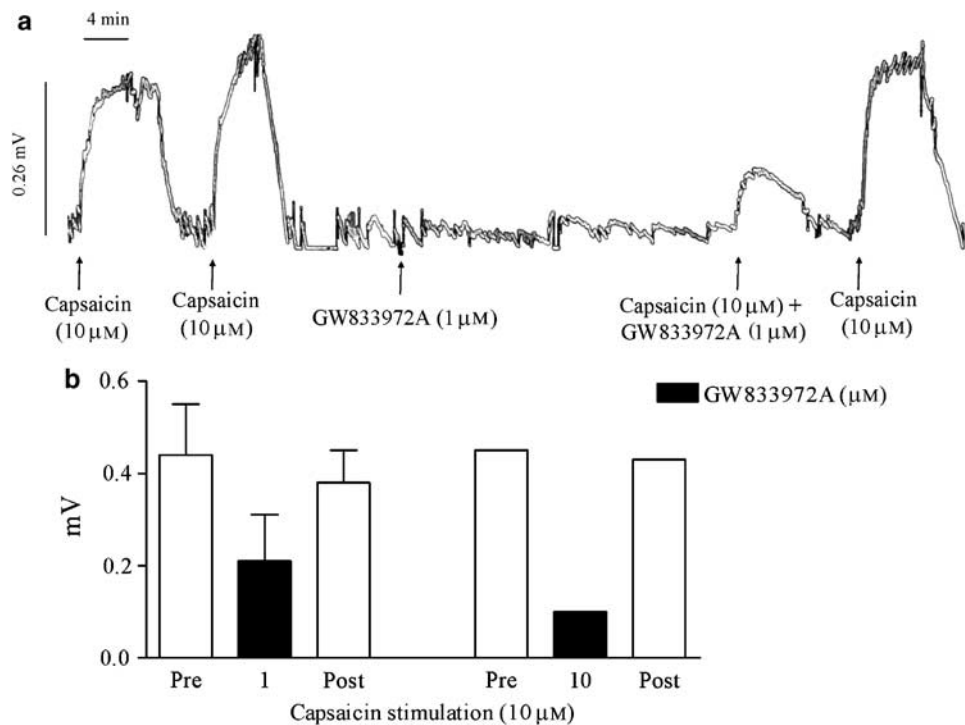 a
4 min
0.26 mV
Capsaicin
(10 μM)
Capsaicin
(10 μM)
GW833972A (1 μM)
Capsaicin (10 μM) +
GW833972A (1 μM)
Capsaicin
(10 μM)
b
0.6
0.4
0.2
0.0
mV
GW833972A (μM)
Pre 1 Post Pre 10 Post
Capsaicin stimulation (10 μM)